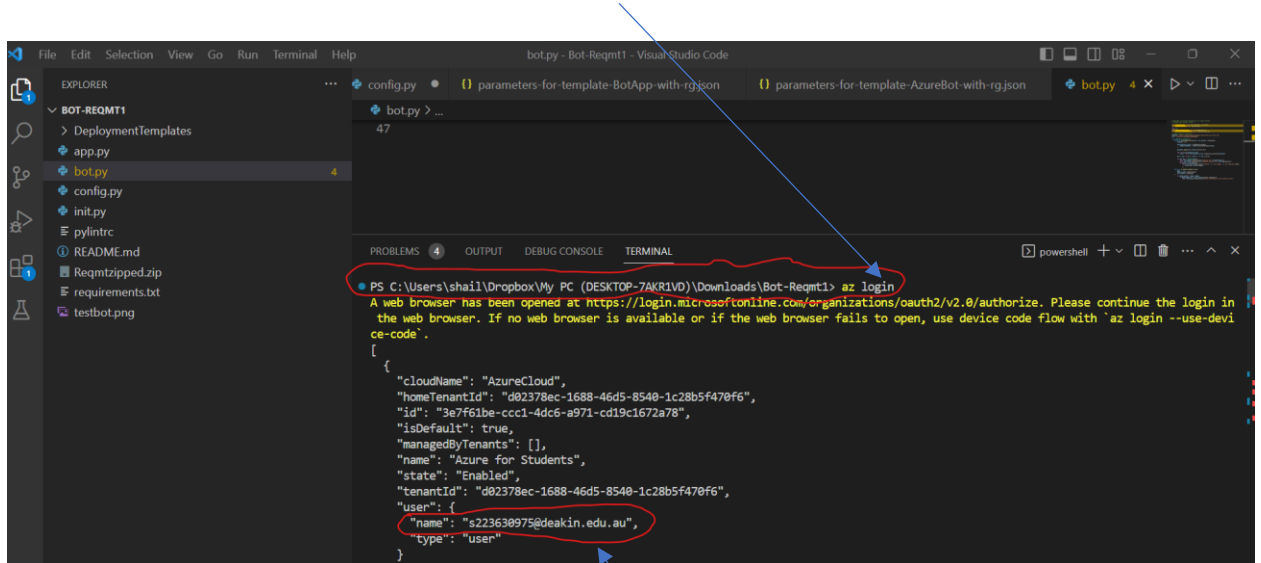 File Edit Selection View Go Run Terminal Help
bot.py - Bot-Reqmt1 - Visual Studio Code
EXPLORER
config.py
{} parameters-for-template-BotApp-with-rg.json
{} parameters-for-template-AzureBot-with-rg.json
bot.py 4
BOT-REQMT1
bot.py > ...
DeploymentTemplates
47
app.py
bot.py 4
config.py
init.py
pylintrc
README.md
Reqmtzipped.zip
requirements.txt
testbot.png
1
1
PROBLEMS 4 OUTPUT DEBUG CONSOLE TERMINAL
powershell
PS C:\Users\shail\Dropbox\My PC (DESKTOP-7AKR1VD)\Downloads\Bot-Reqmt1> az login
A web browser has been opened at https://login.microsoftonline.com/organizations/oauth2/v2.0/authorize. Please continue the login in
the web browser. If no web browser is available or if the web browser fails to open, use device code flow with `az login --use-devi
ce-code`.
[
{
"cloudName": "AzureCloud",
"homeTenantId": "d02378ec-1688-46d5-8540-1c28b5f470f6",
"id": "3e7f61be-ccc1-4dc6-a971-cd19c1672a78",
"isDefault": true,
"managedByTenants": [],
"name": "Azure for Students",
"state": "Enabled",
"tenantId": "d02378ec-1688-46d5-8540-1c28b5f470f6",
"user": {
"name": "s223630975@deakin.edu.au",
"type": "user"
}